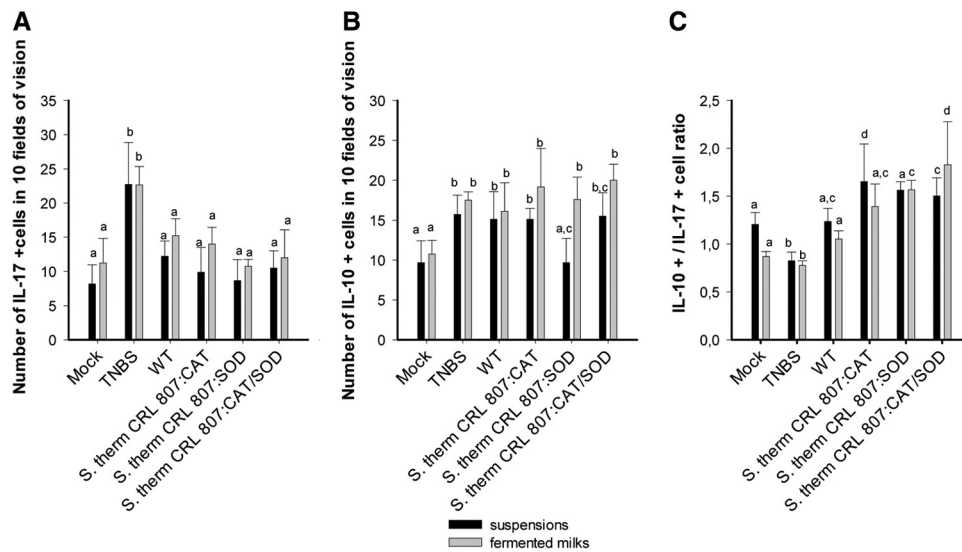 A
Number of IL-17 +cells in 10 fields of vision
35
30
25
20
15
10
5
0
a
a
b
b
a
a
a
a
a
a
a
a
Mock
TNBS
WT
S. therm CRL 807:CAT
S. therm CRL 807:SOD
S. therm CRL 807:CAT/SOD
B
Number of IL-10 + cells in 10 fields of vision
30
25
20
15
10
5
0
a
a
b
b
b
b
b
b
a,c
b
b,c
b
Mock
TNBS
WT
S. therm CRL 807:CAT
S. therm CRL 807:SOD
S. therm CRL 807:CAT/SOD
C
IL-10 + / IL-17 + cell ratio
2,5
2,0
1,5
1,0
0,5
0,0
a
a
b
b
a,c
a
d
a,c
a c
c
c
d
Mock
TNBS
WT
S. therm CRL 807:CAT
S. therm CRL 807:SOD
S. therm CRL 807:CAT/SOD
suspensions
fermented milks